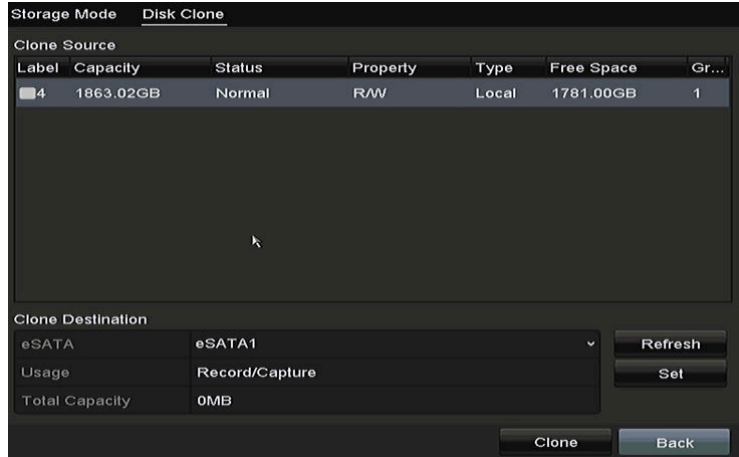 Storage Mode Disk Clone
Clone Source
Label Capacity Status Property Type Free Space Gr...
4 1863.02GB Normal R/W Local 1781.00GB 1
Clone Destination
eSATA eSATA1 Refresh
Usage Record/Capture Set
Total Capacity 0MB
Clone Back